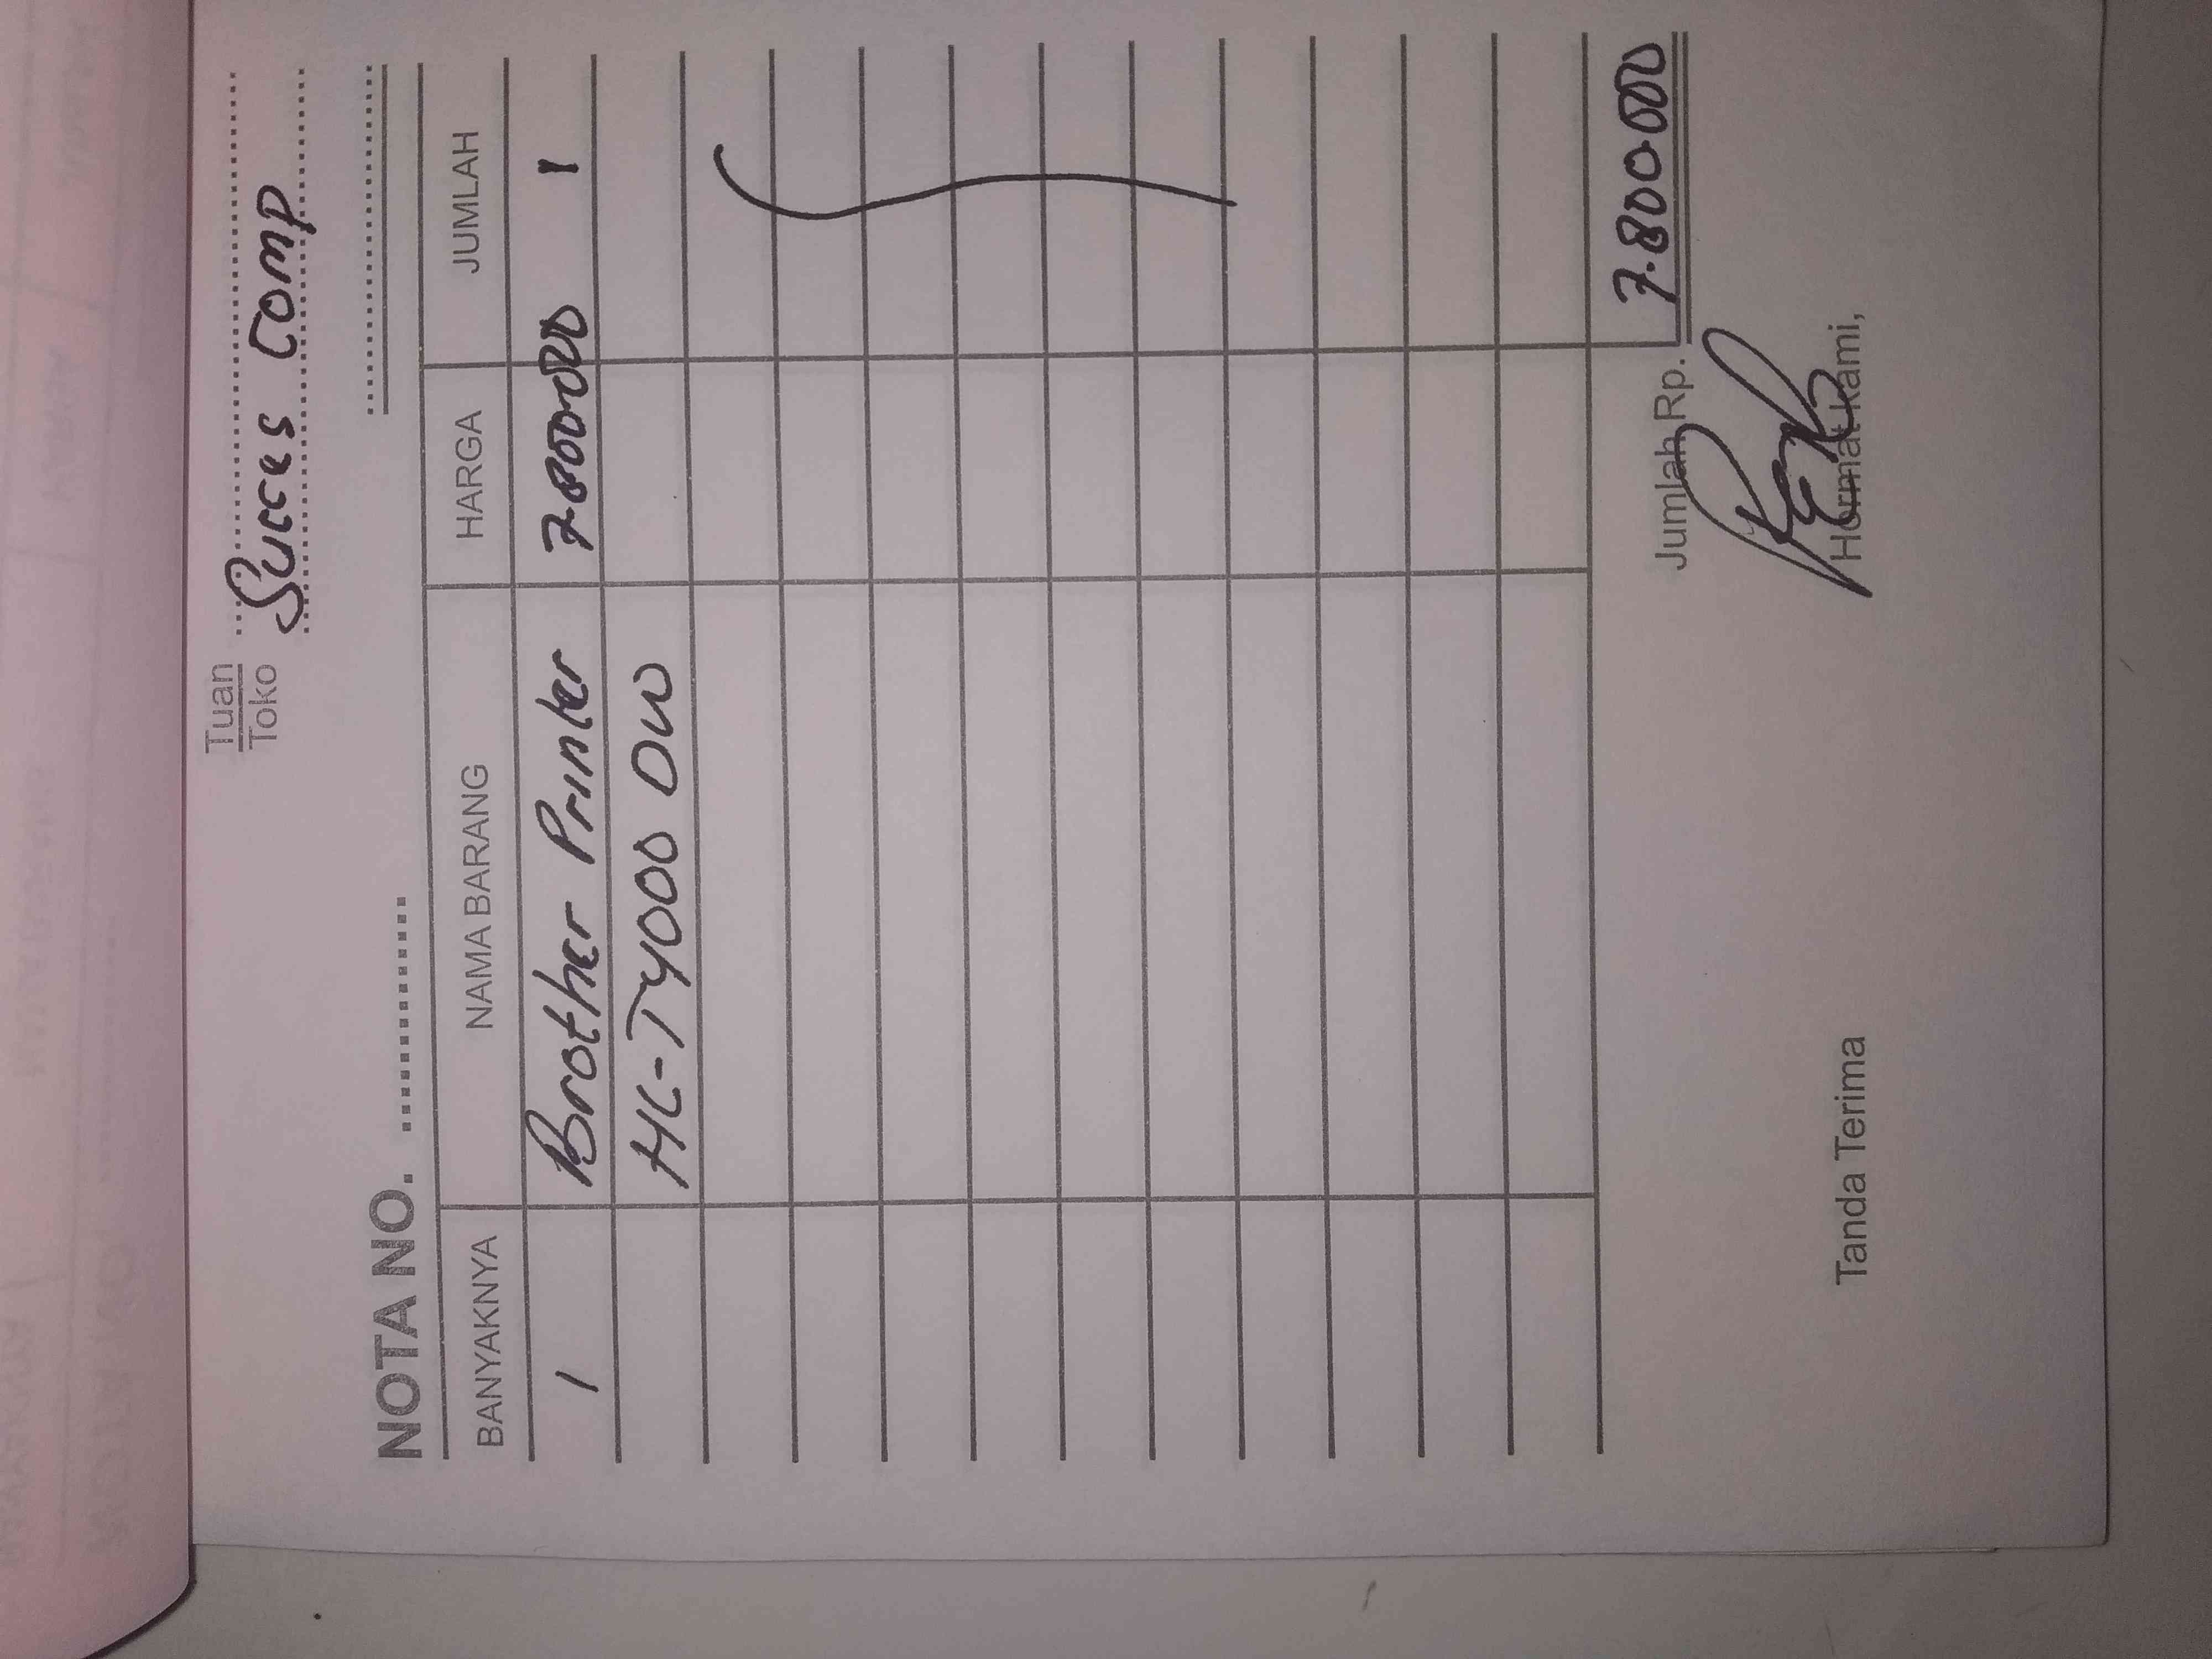 Tuan
Toko Succes Comp
NOTA NO. ............
BANYAKNYA NAMA BARANG HARGA JUMLAH
1 Brother Printer 7.800.000 1
HL-T4000 DW
Jumlah Rp. 7.800.000
Tanda Terima Hormat kami,